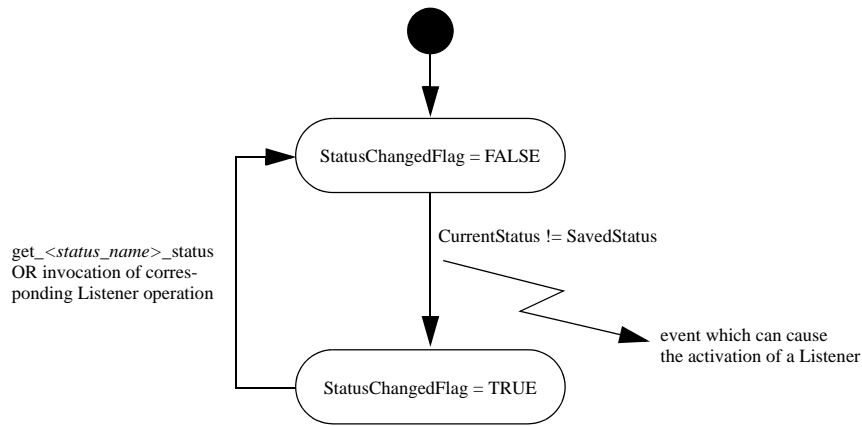 StatusChangedFlag = FALSE
CurrentStatus != SavedStatus
get_<status_name>_status
OR invocation of corres-
ponding Listener operation
event which can cause
the activation of a Listener
StatusChangedFlag = TRUE